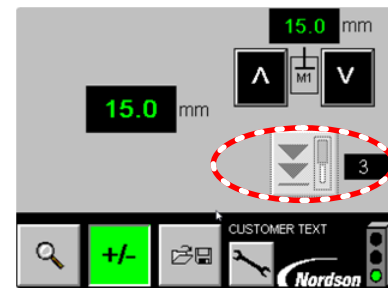 15.0 mm
Λ M1 V
15.0 mm
3
CUSTOMER TEXT
+/-
Nordson